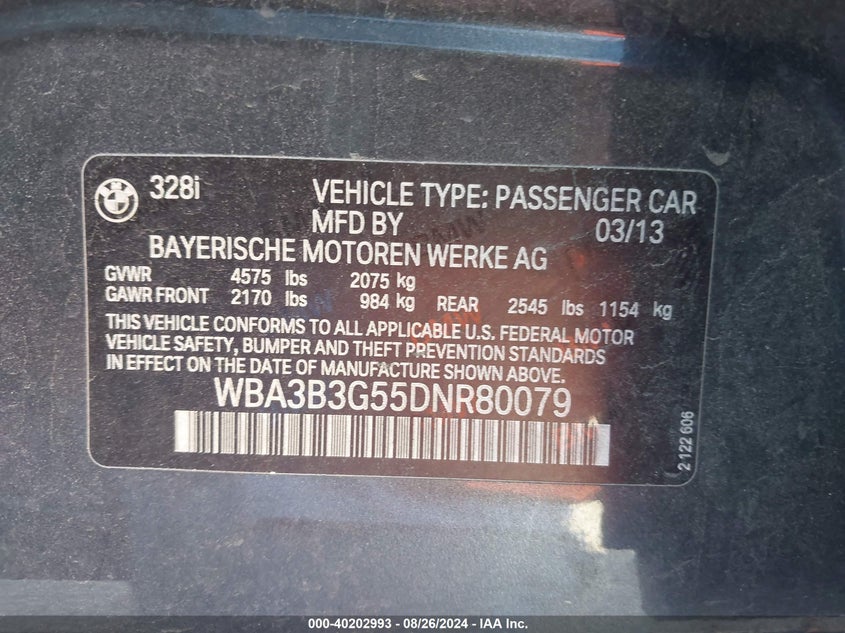 328i VEHICLE TYPE: PASSENGER CAR
MFD BY 03/13
BAYERISCHE MOTOREN WERKE AG
GVWR 4575 lbs 2075 kg
GAWR FRONT 2170 lbs 984 kg REAR 2545 lbs 1154 kg
THIS VEHICLE CONFORMS TO ALL APPLICABLE U.S. FEDERAL MOTOR
VEHICLE SAFETY, BUMPER AND THEFT PREVENTION STANDARDS
IN EFFECT ON THE DATE OF MANUFACTURE SHOWN ABOVE.
WBA3B3G55DNR80079
2 122 606
000-40202993 - 08/26/2024 - IAA Inc.